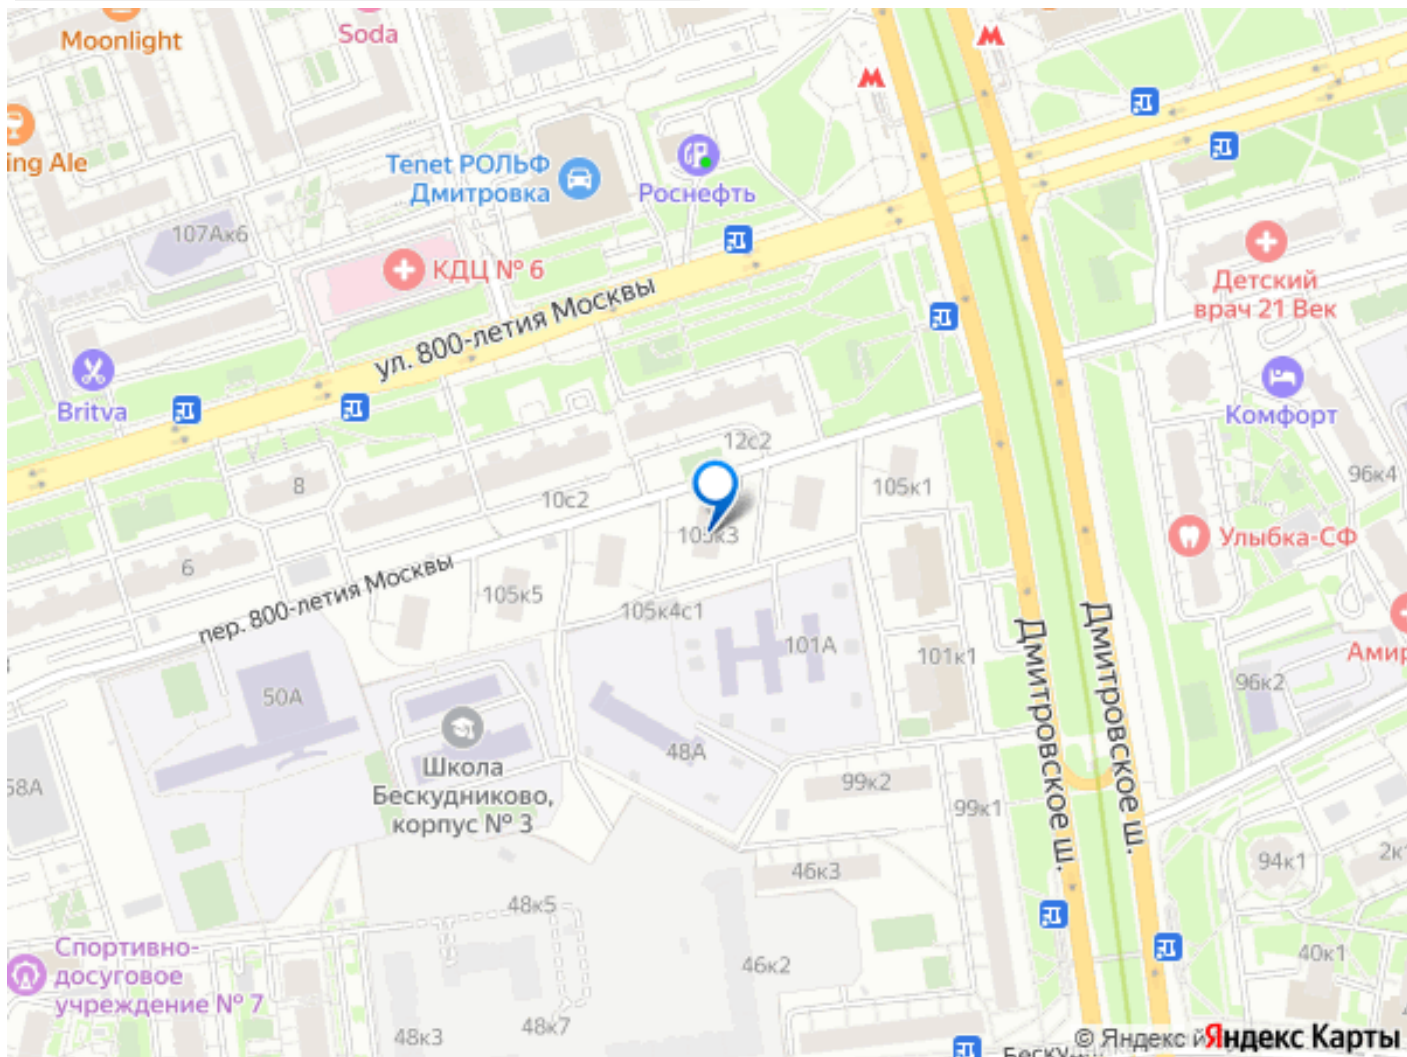 Moonlight
Soda
ing Ale
Tenet РОЛЬФ
Дмитровка
Роснефть
107Ак6
КДЦ № 6
Детский
врач 21 Век
ул. 800-летия Москвы
Britva
Комфорт
12с2
96к4
8
10с2
105к1
105к3
Улыбка-СФ
6
пер. 800-летия Москвы
105к5
105к4с1
101А
101к1
Дмитровское ш.
Дмитровское ш.
Амир
96к2
50А
48А
Школа
Бескудниково,
корпус № 3
58А
99к2
99к1
94к1
2к1
46к3
48к5
Спортивно-
досуговое
учреждение № 7
46к2
40к1
48к3
48к7
© Яндекс
Яндекс Карты